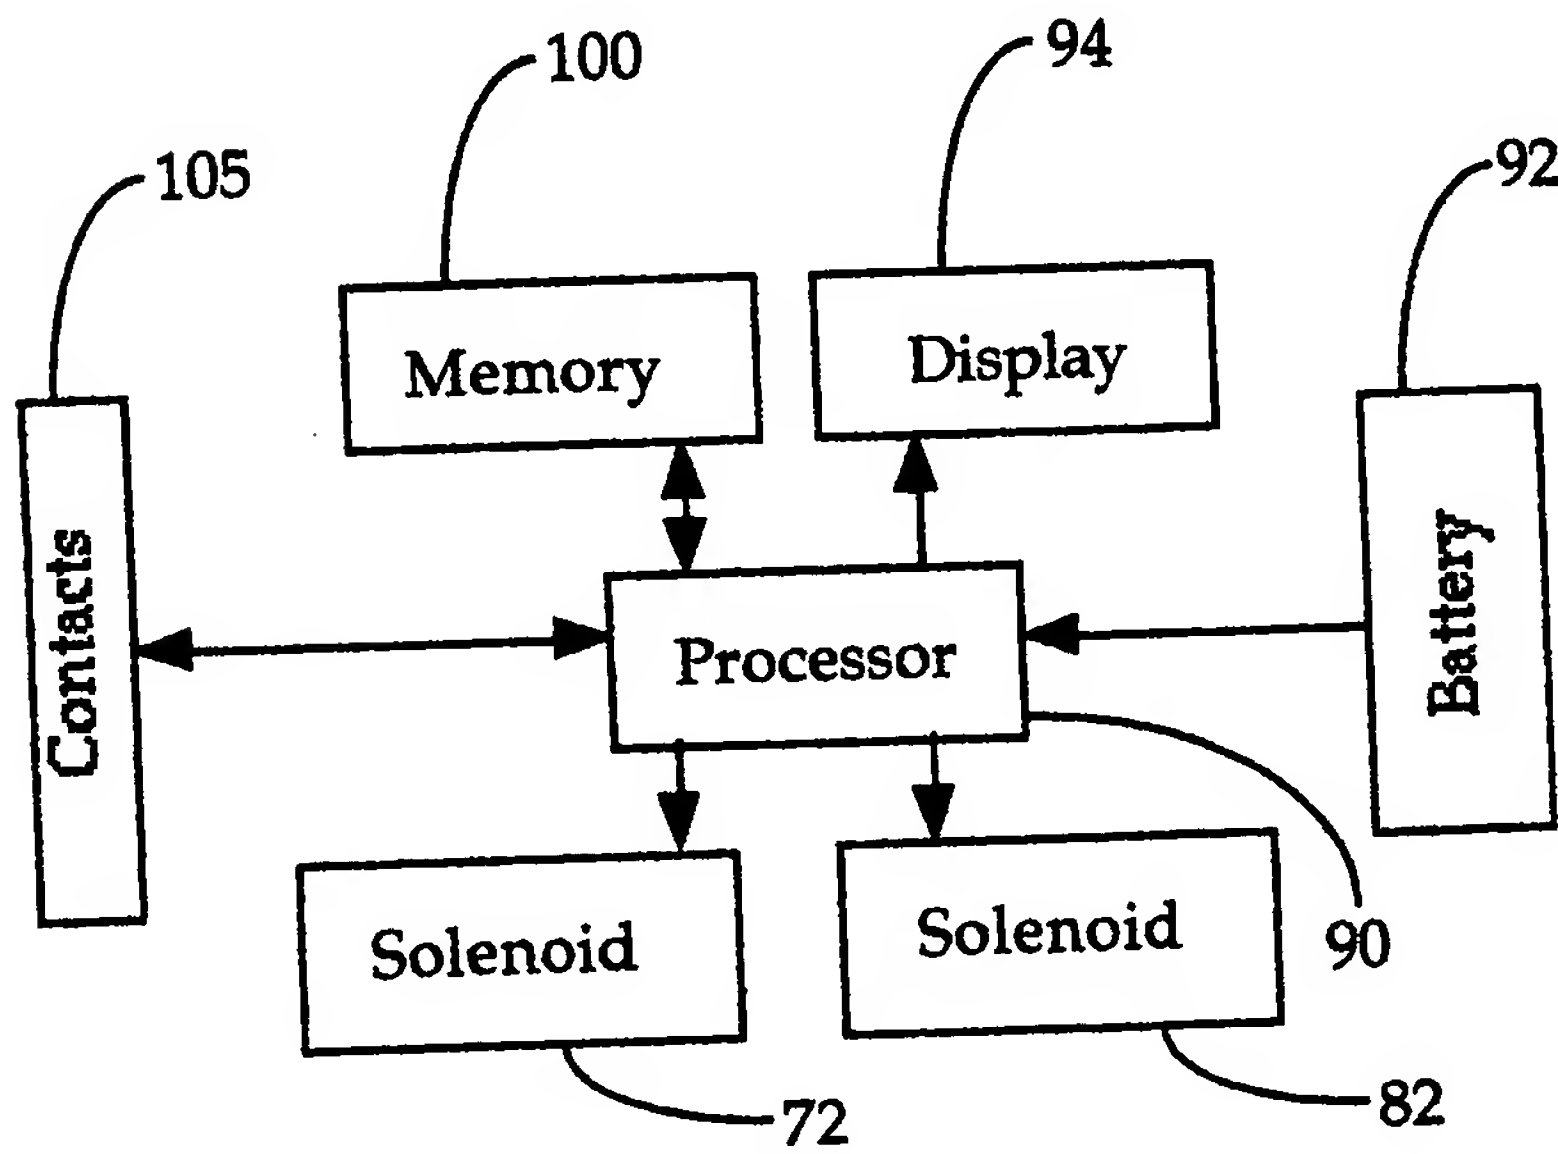 100
94
105
92
Memory
Display
Contacts
Processor
Battery
Solenoid
Solenoid
90
72
82